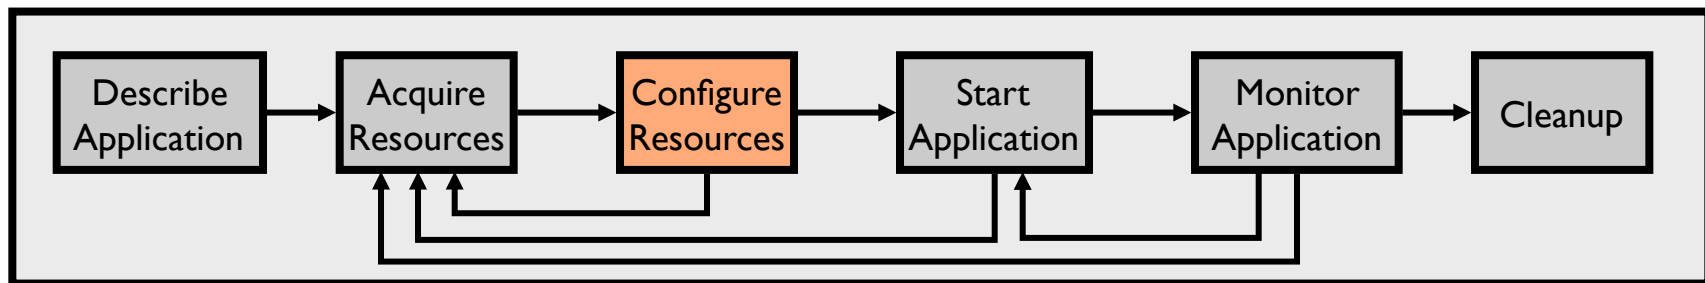 Describe
Application
Acquire
Resources
Configure
Resources
Start
Application
Monitor
Application
Cleanup